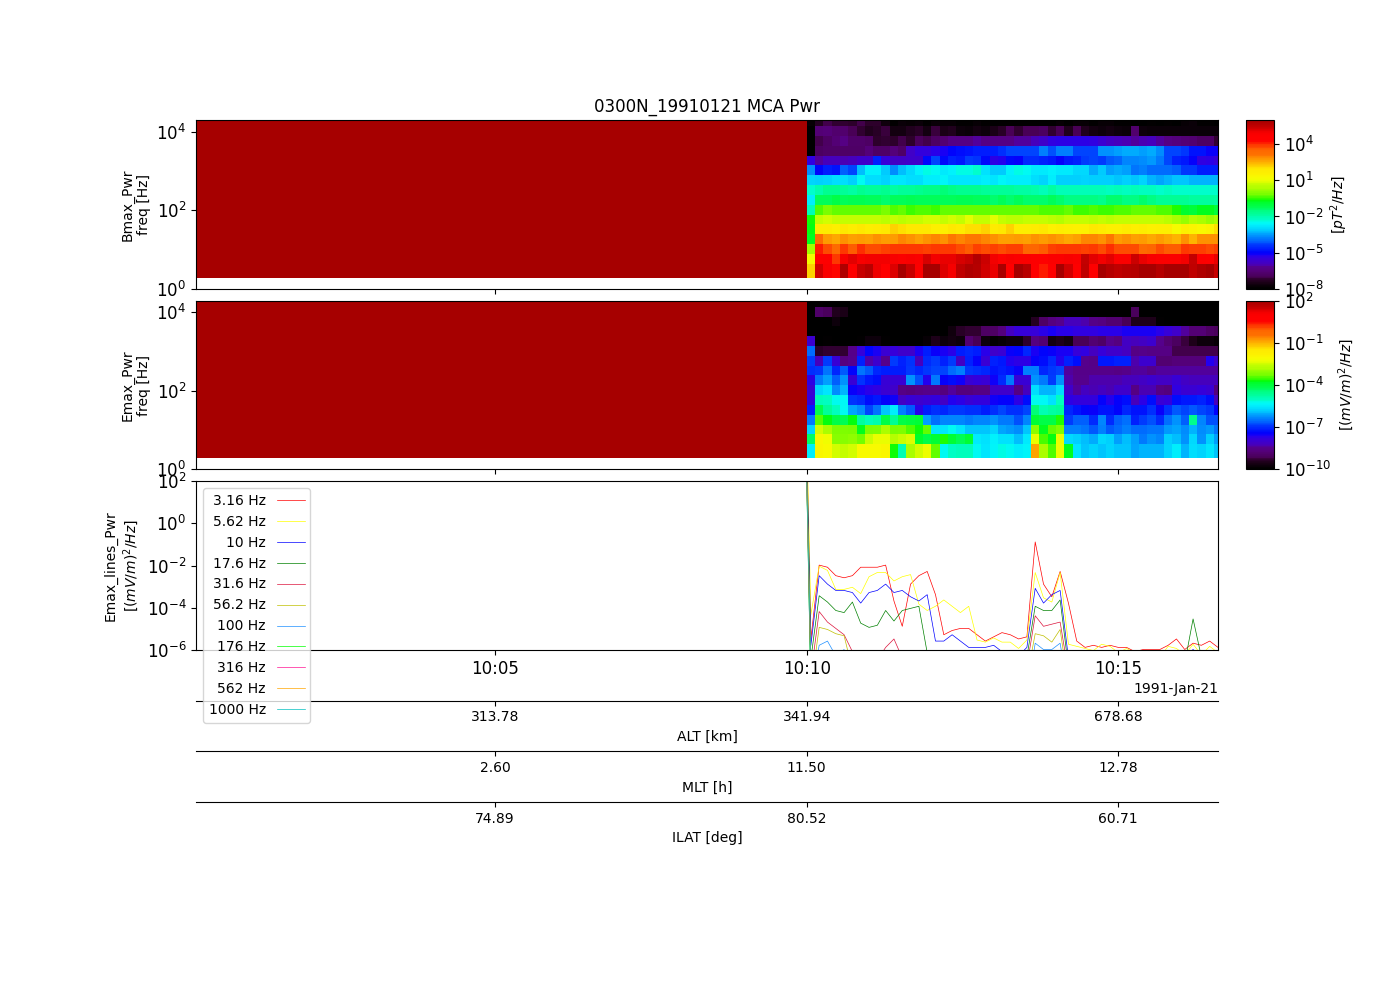 0300N_19910121 MCA Pwr
Bmax_Pwr
freq [Hz]
10^4
10^2
10^0
10^4
10^1
10^-2
10^-5
10^-8
[pT^2/Hz]
Emax_Pwr
freq [Hz]
10^4
10^2
10^0
10^2
10^-1
10^-4
10^-7
10^-10
[(mV/m)^2/Hz]
Emax_lines_Pwr
[(mV/m)^2/Hz]
10^2
10^0
10^-2
10^-4
10^-6
3.16 Hz
5.62 Hz
10 Hz
17.6 Hz
31.6 Hz
56.2 Hz
100 Hz
176 Hz
316 Hz
562 Hz
1000 Hz
10:05 10:10 10:15
1991-Jan-21
313.78 341.94 678.68
ALT [km]
2.60 11.50 12.78
MLT [h]
74.89 80.52 60.71
ILAT [deg]